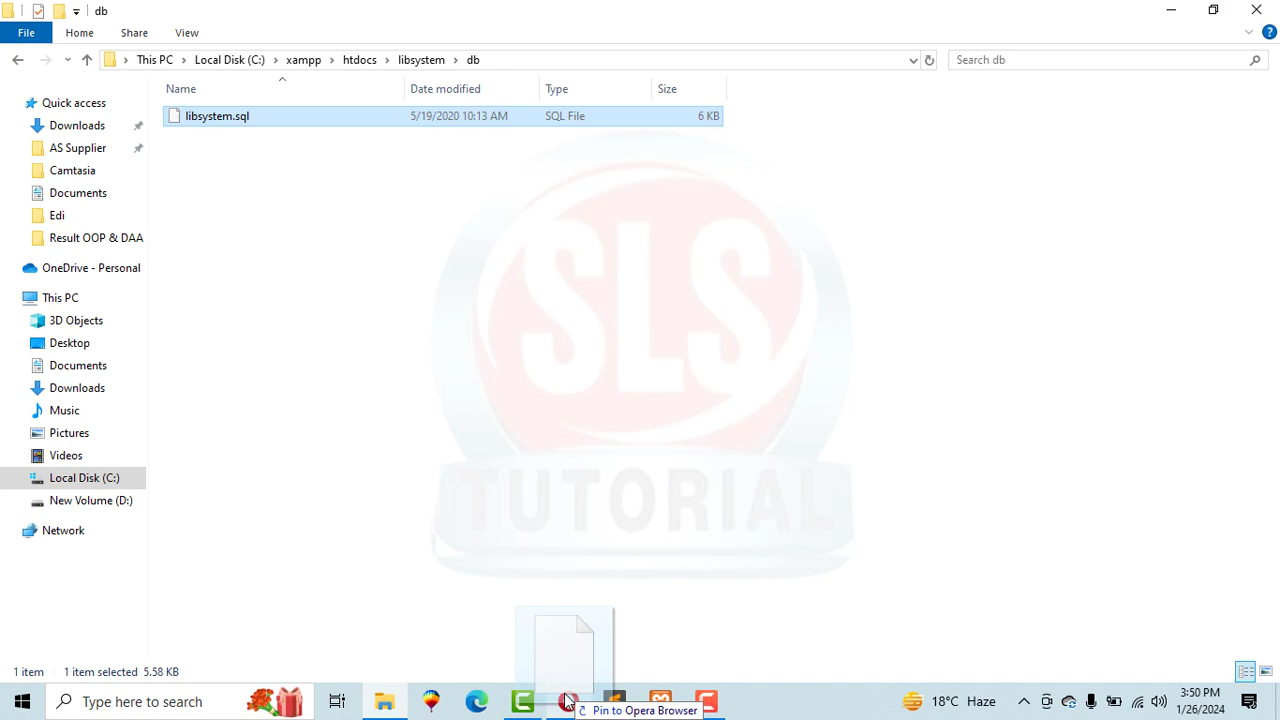 db
File
Home
Share
View
This PC
Local Disk (C:)
xampp
htdocs
libsystem
db
Search db
Name
Date modified
Type
Size
libsystem.sql
5/19/2020 10:13 AM
SQL File
6 KB
Quick access
Downloads
AS Supplier
Camtasia
Documents
Edi
Result OOP & DAA
OneDrive - Personal
This PC
3D Objects
Desktop
Documents
Downloads
Music
Pictures
Videos
Local Disk (C:)
New Volume (D:)
Network
SLS
TUTORIAL
1 item
1 item selected 5.58 KB
Type here to search
Pin to Opera Browser
18°C Haze
3:50 PM
1/26/2024